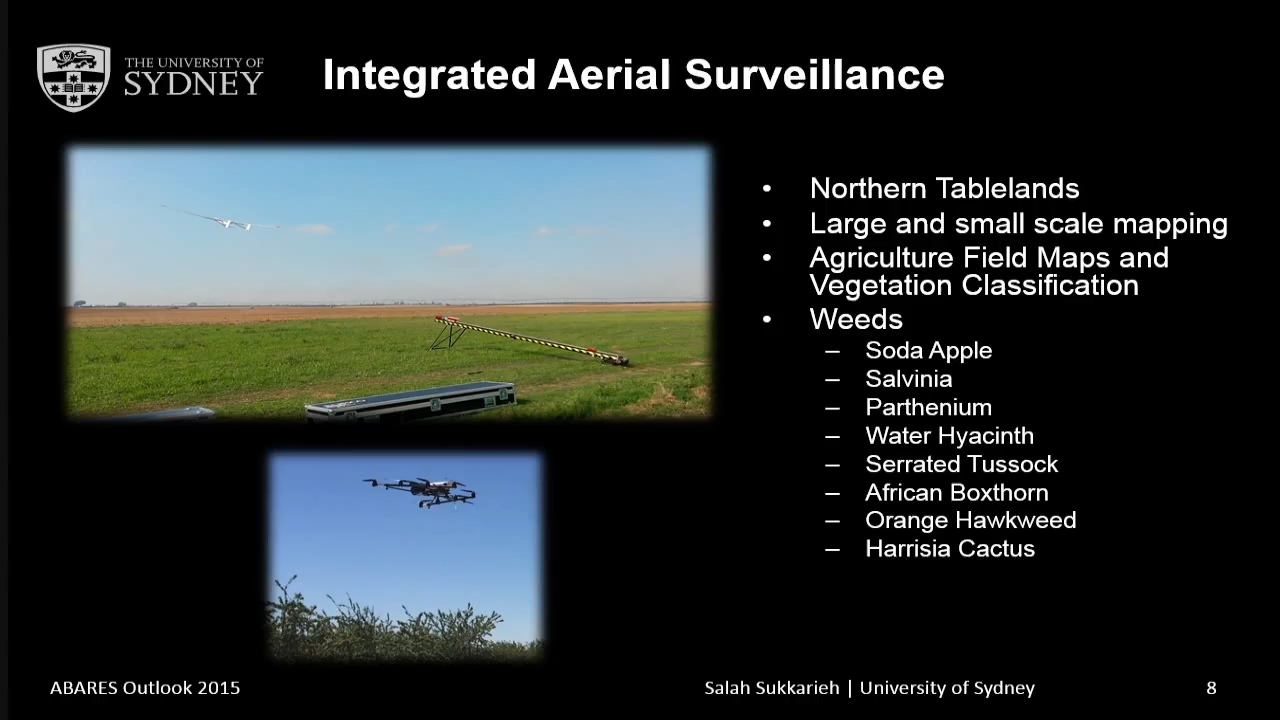 THE UNIVERSITY OF
SYDNEY
Integrated Aerial Surveillance
• Northern Tablelands
• Large and small scale mapping
• Agriculture Field Maps and
Vegetation Classification
• Weeds
– Soda Apple
– Salvinia
– Parthenium
– Water Hyacinth
– Serrated Tussock
– African Boxthorn
– Orange Hawkweed
– Harrisia Cactus
ABARES Outlook 2015
Salah Sukkarieh | University of Sydney
8